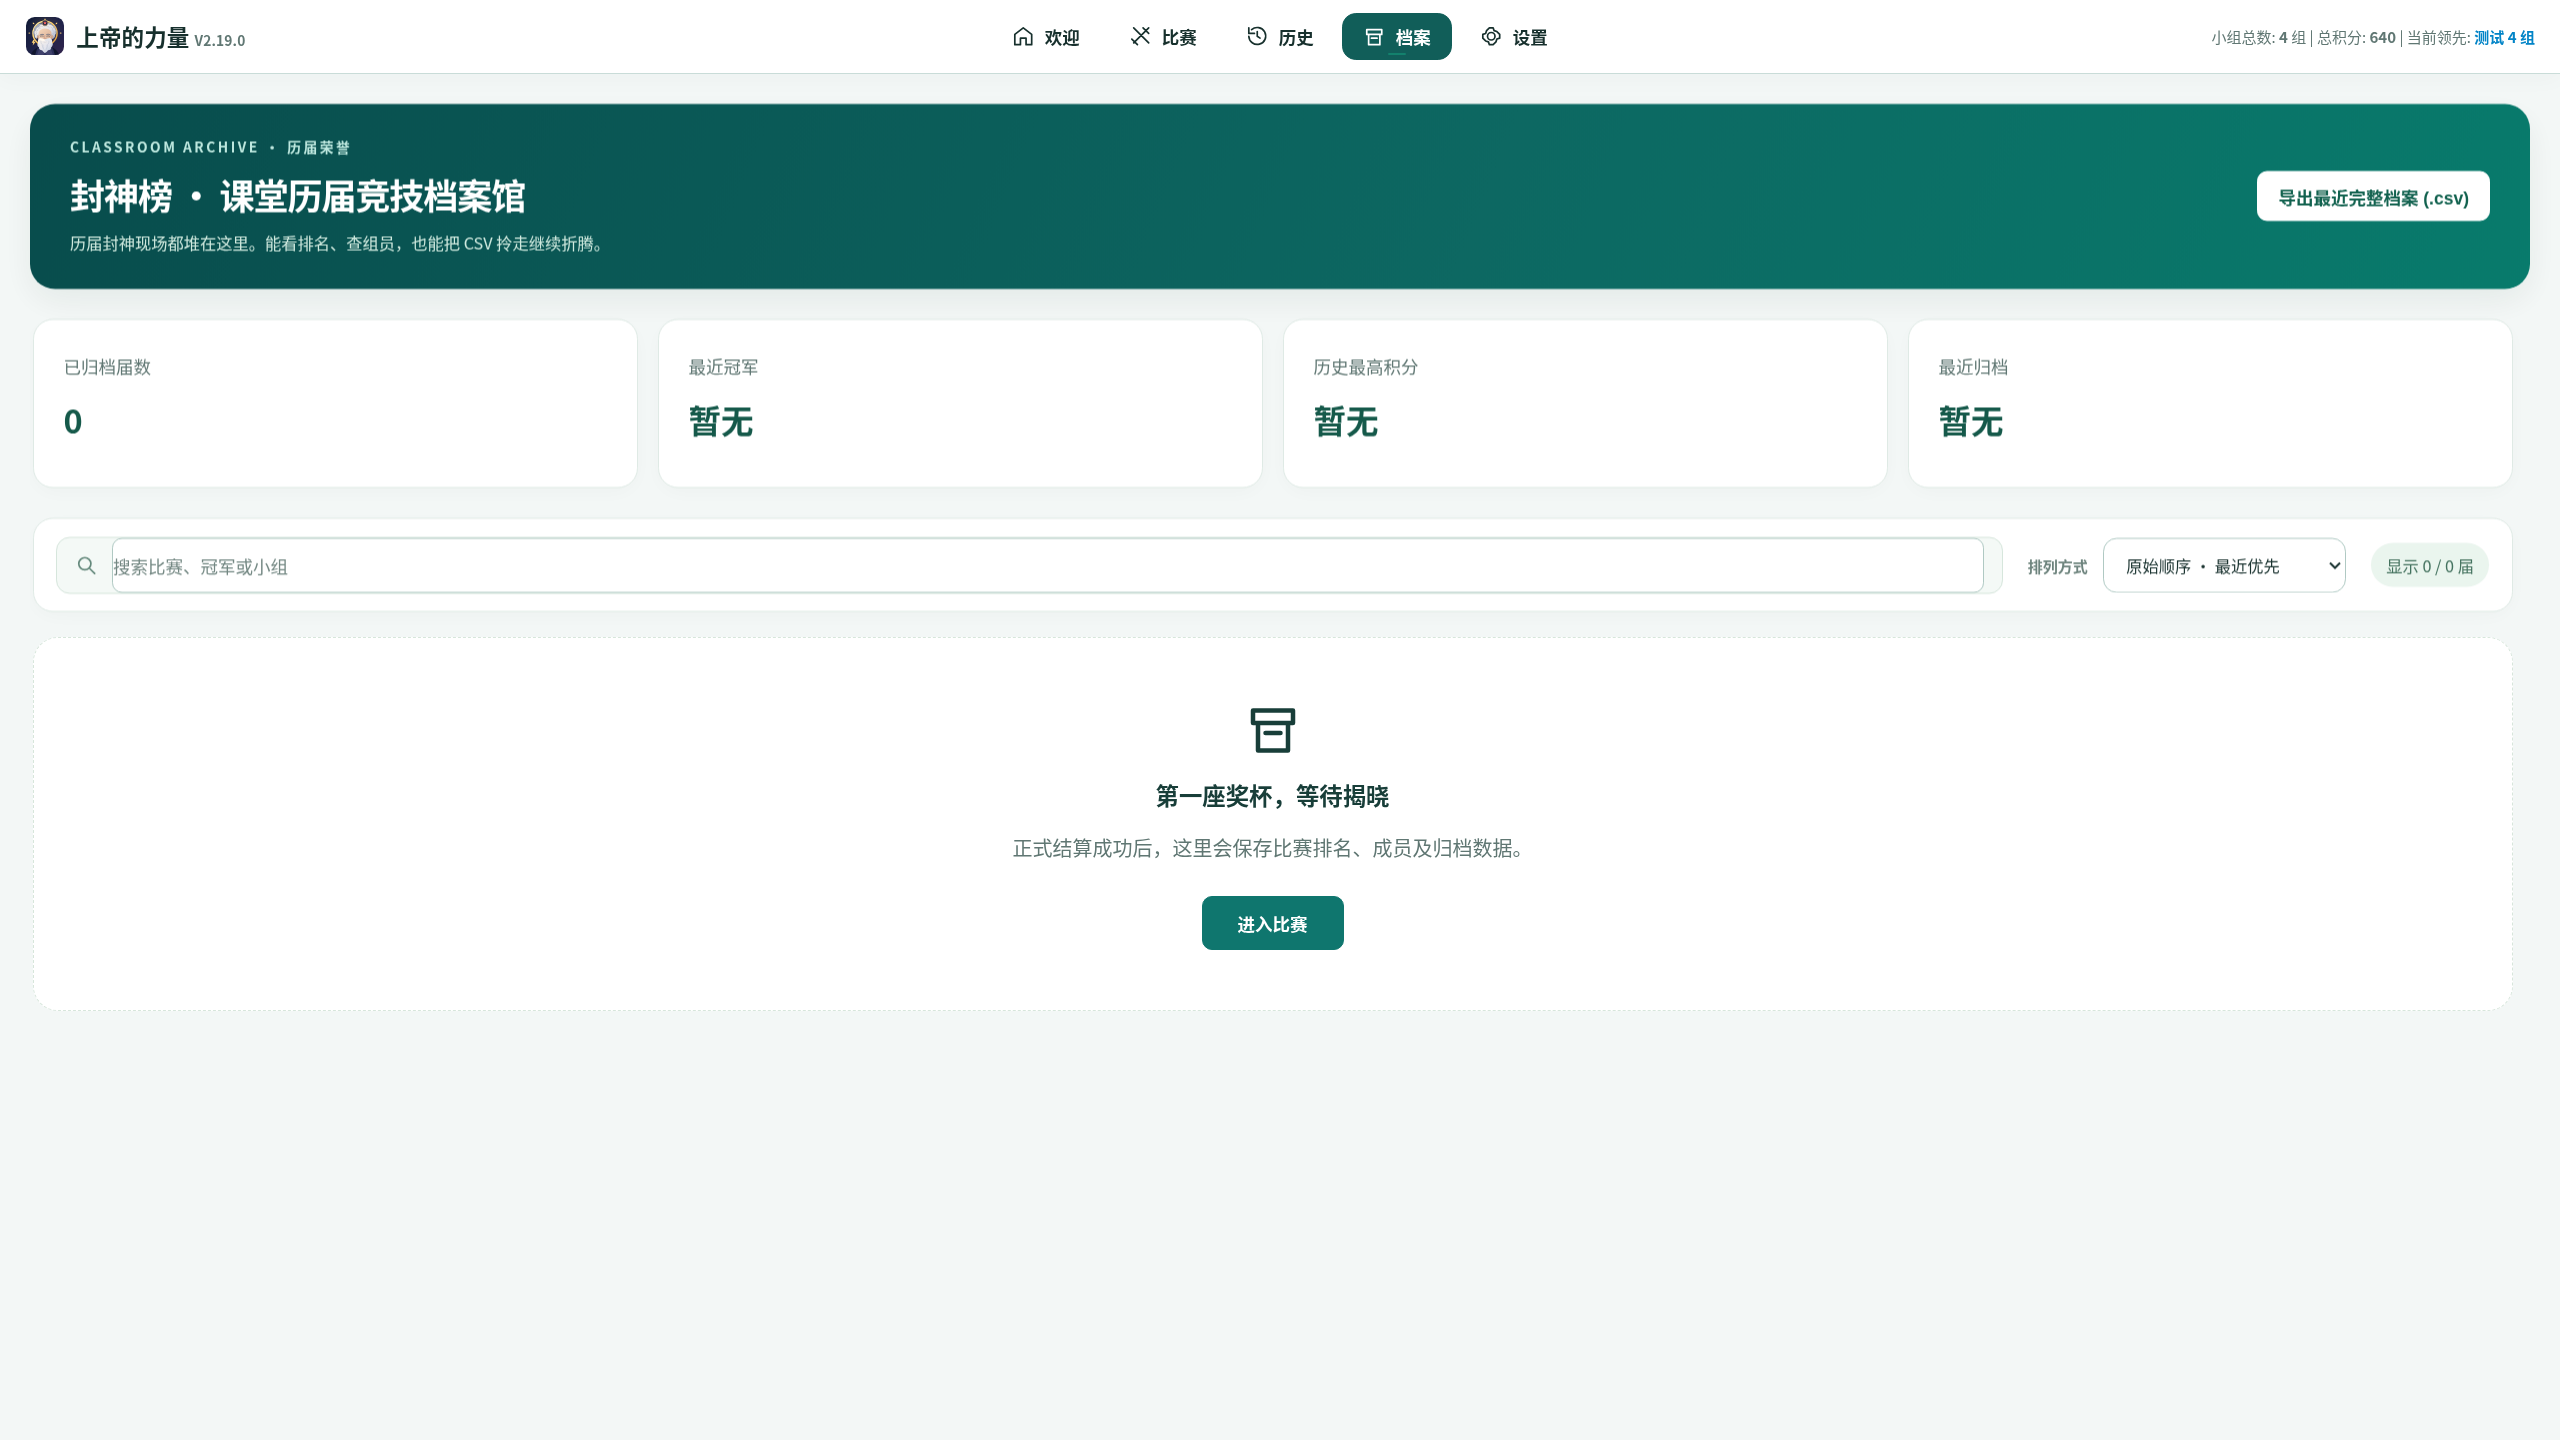 上帝的力量 V2.19.0
欢迎
比赛
历史
档案
设置
小组总数: 4 组 | 总积分: 640 | 当前领先: 测试 4 组
CLASSROOM ARCHIVE · 历届荣誉
封神榜 · 课堂历届竞技档案馆
历届封神现场都堆在这里。能看排名、查组员，也能把 CSV 拎走继续折腾。
导出最近完整档案 (.csv)
已归档届数
0
最近冠军
暂无
历史最高积分
暂无
最近归档
暂无
搜索比赛、冠军或小组
排列方式
原始顺序 · 最近优先
显示 0 / 0 届
第一座奖杯，等待揭晓
正式结算成功后，这里会保存比赛排名、成员及归档数据。
进入比赛